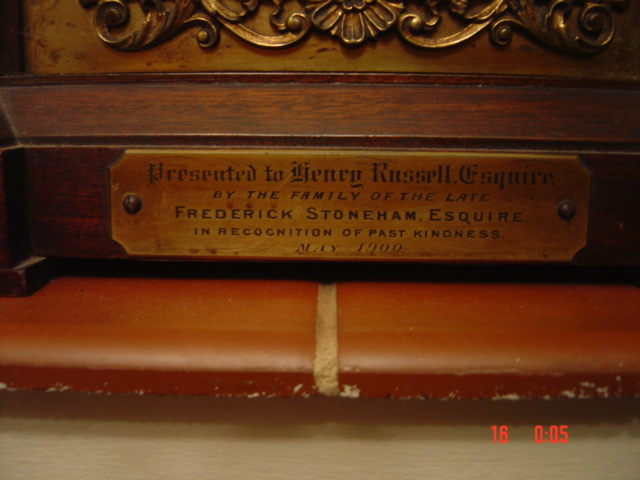 Presented to Henry Russell, Esquire,
BY THE FAMILY OF THE LATE
FREDERICK STONEHAM, ESQUIRE
IN RECOGNITION OF PAST KINDNESS.
MAY 1900.
16 0:05